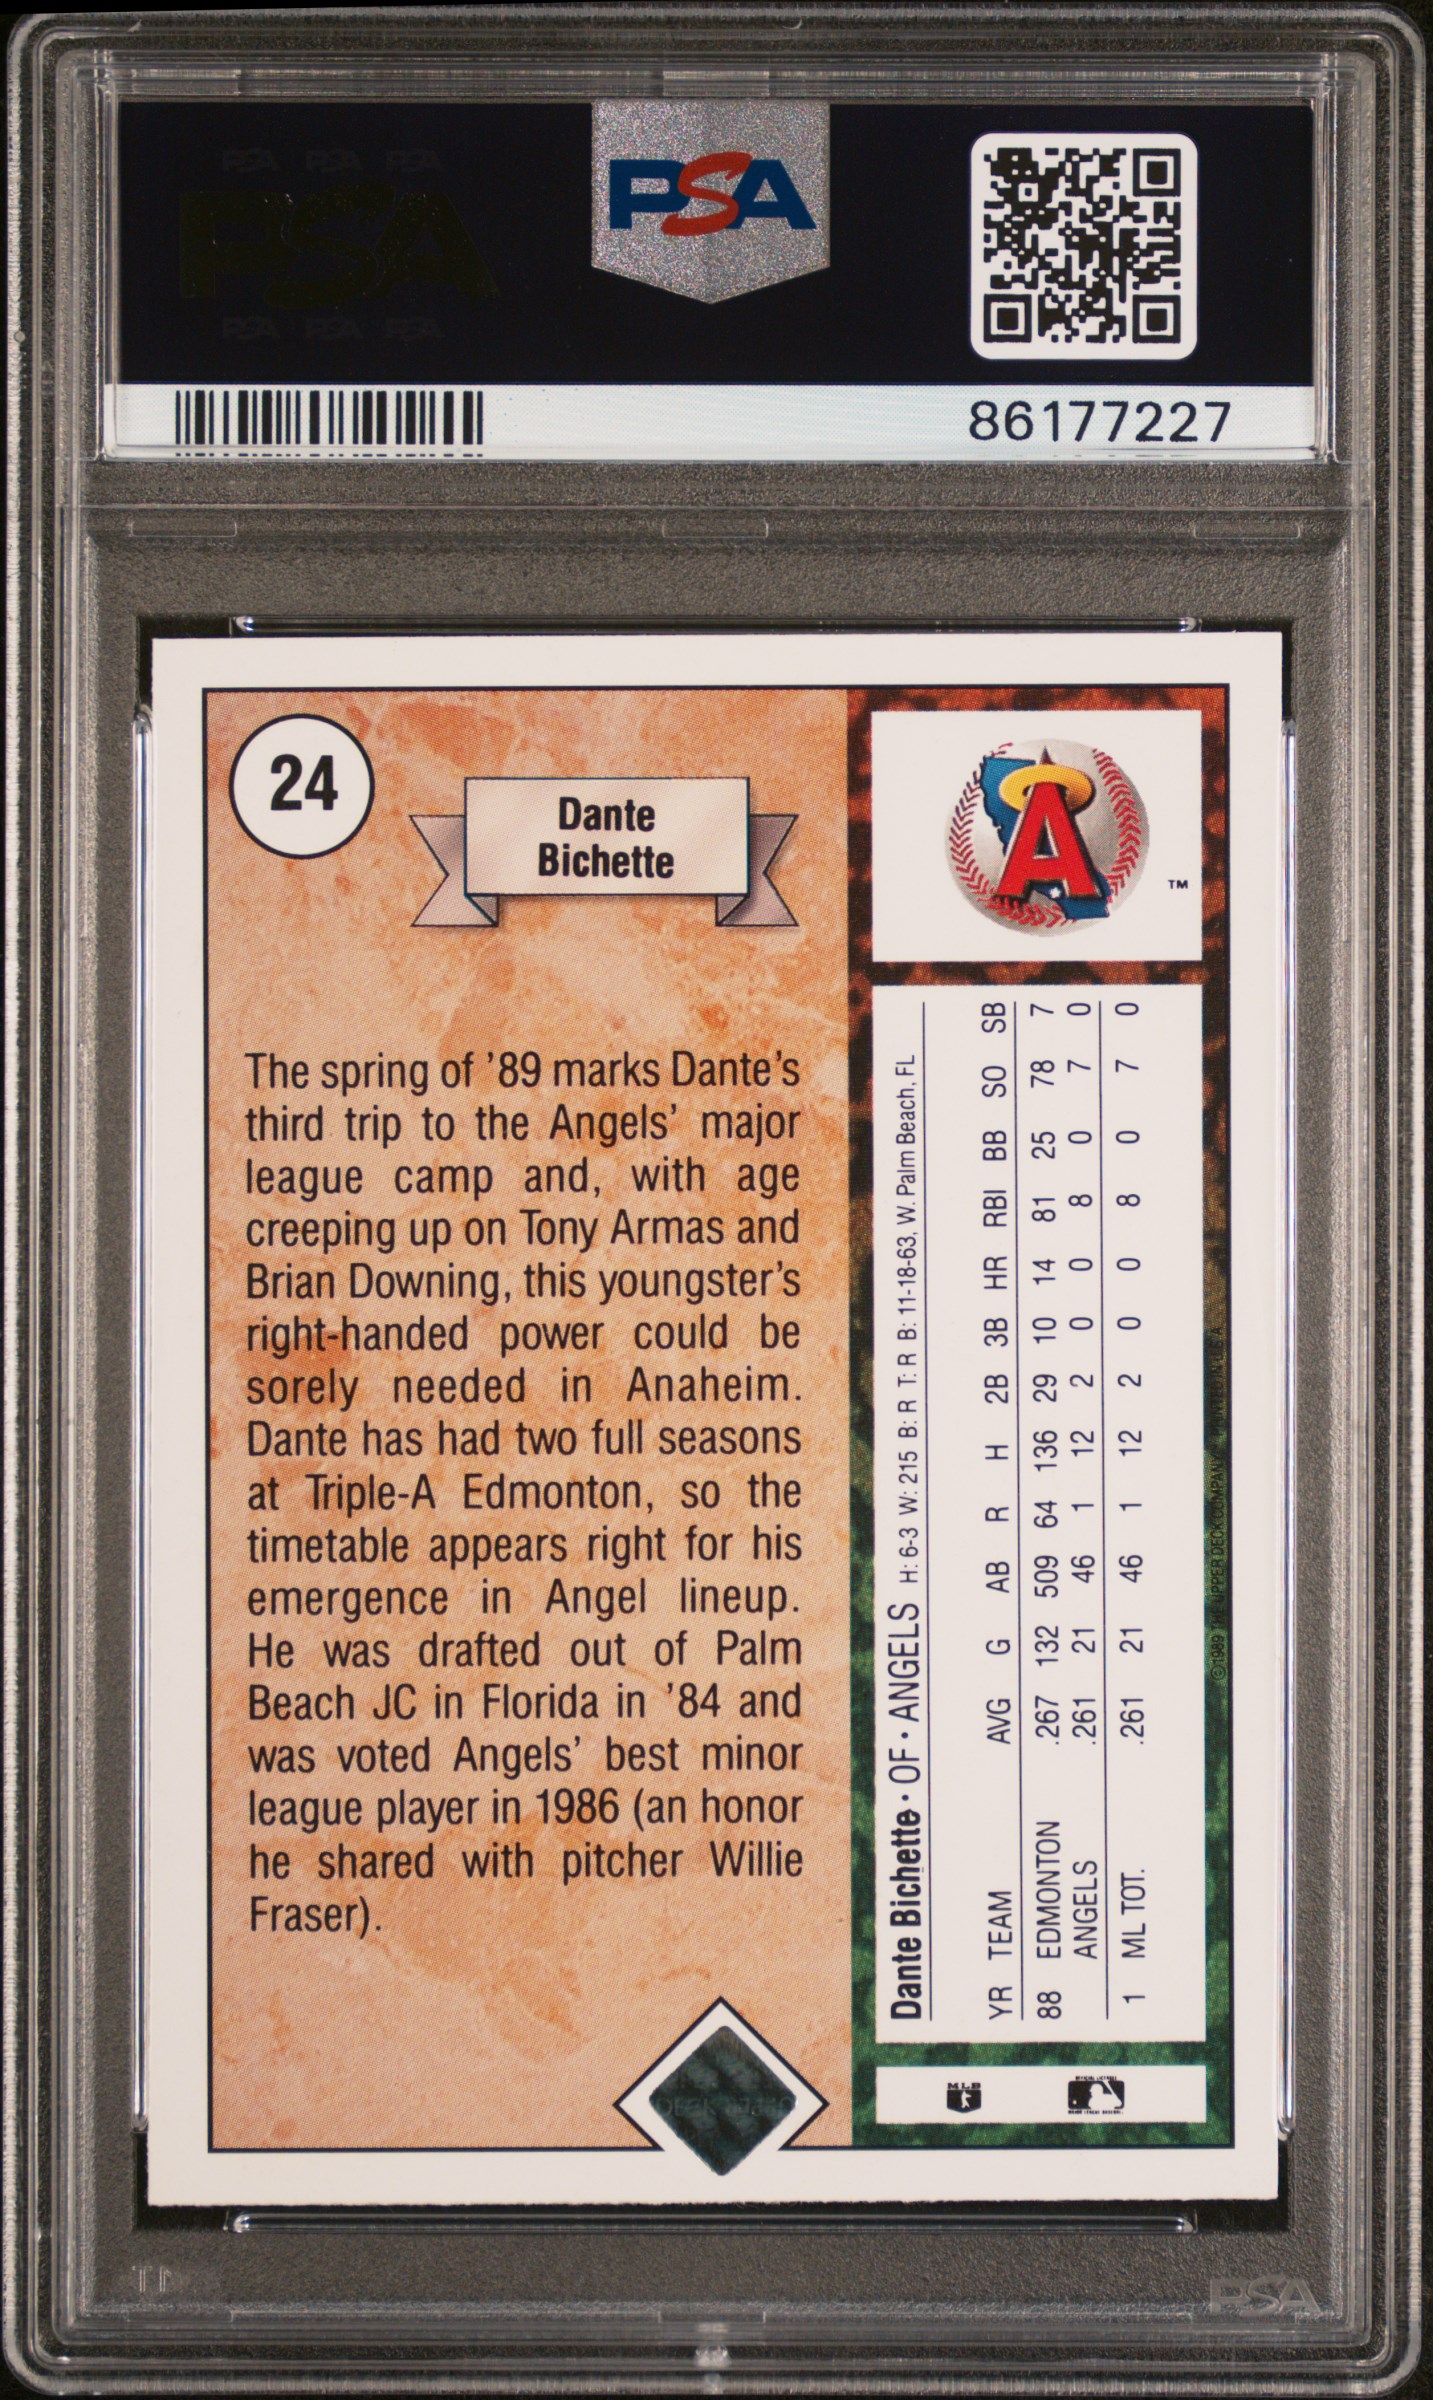 PSA
86177227
24
Dante
Bichette
The spring of ’89 marks Dante’s
third trip to the Angels’ major
league camp and, with age
creeping up on Tony Armas and
Brian Downing, this youngster’s
right-handed power could be
sorely needed in Anaheim.
Dante has had two full seasons
at Triple-A Edmonton, so the
timetable appears right for his
emergence in Angel lineup.
He was drafted out of Palm
Beach JC in Florida in ’84 and
was voted Angels’ best minor
league player in 1986 (an honor
he shared with pitcher Willie
Fraser).
A
TM
Dante Bichette • OF • ANGELS H: 6-3 W: 215 B: R T: R B: 11-18-63, W. Palm Beach, FL
YR TEAM AVG G AB R H 2B 3B HR RBI BB SO SB
88 EDMONTON .267 132 509 64 136 29 10 14 81 25 78 7
ANGELS .261 21 46 1 12 2 0 0 8 0 7 0
1 ML TOT. .261 21 46 1 12 2 0 0 8 0 7 0
©1989 THE UPPER DECK COMPANY
MLB
PSA